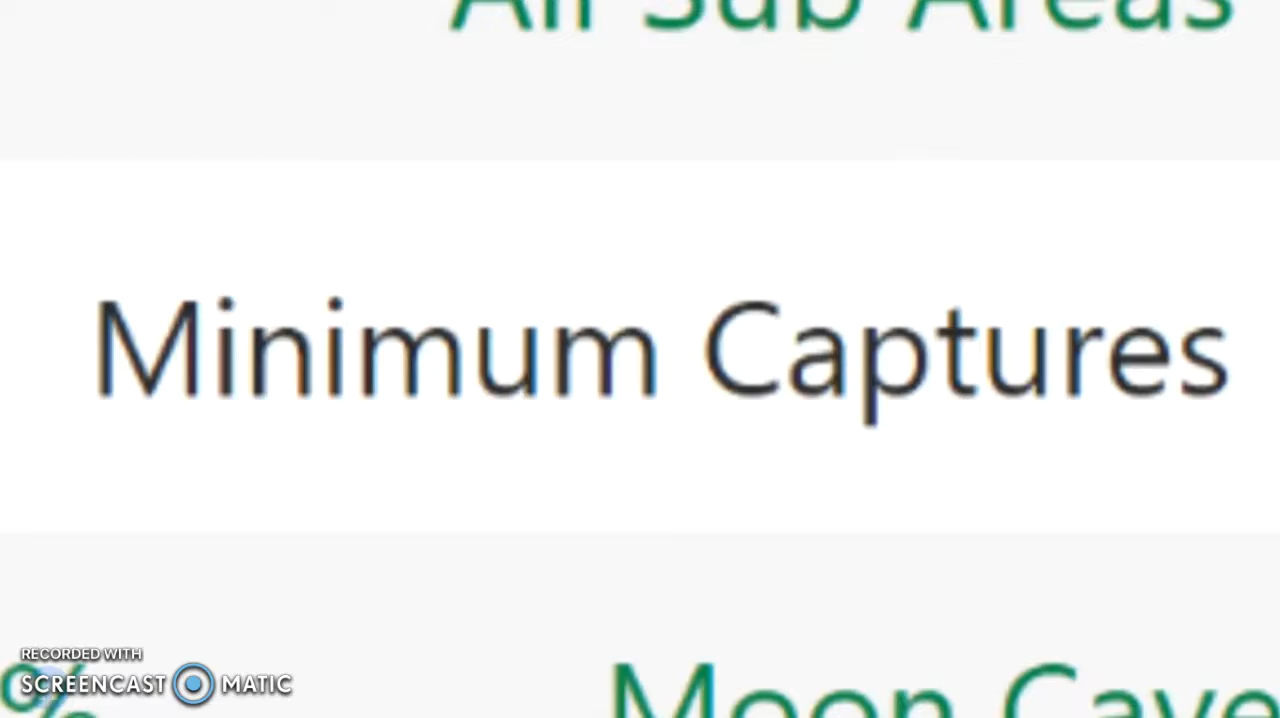 All Sub Areas
Minimum Captures
% Moon Cave
RECORDED WITH
SCREENCAST MATIC